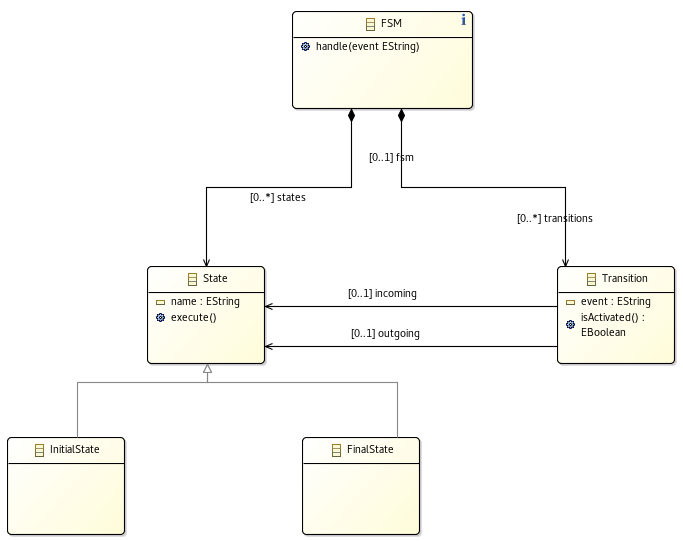 FSM
handle(event EString)
[0..1] fsm
[0..*] states
[0..*] transitions
State
name : EString
execute()
Transition
event : EString
isActivated() :
EBoolean
[0..1] incoming
[0..1] outgoing
InitialState
FinalState